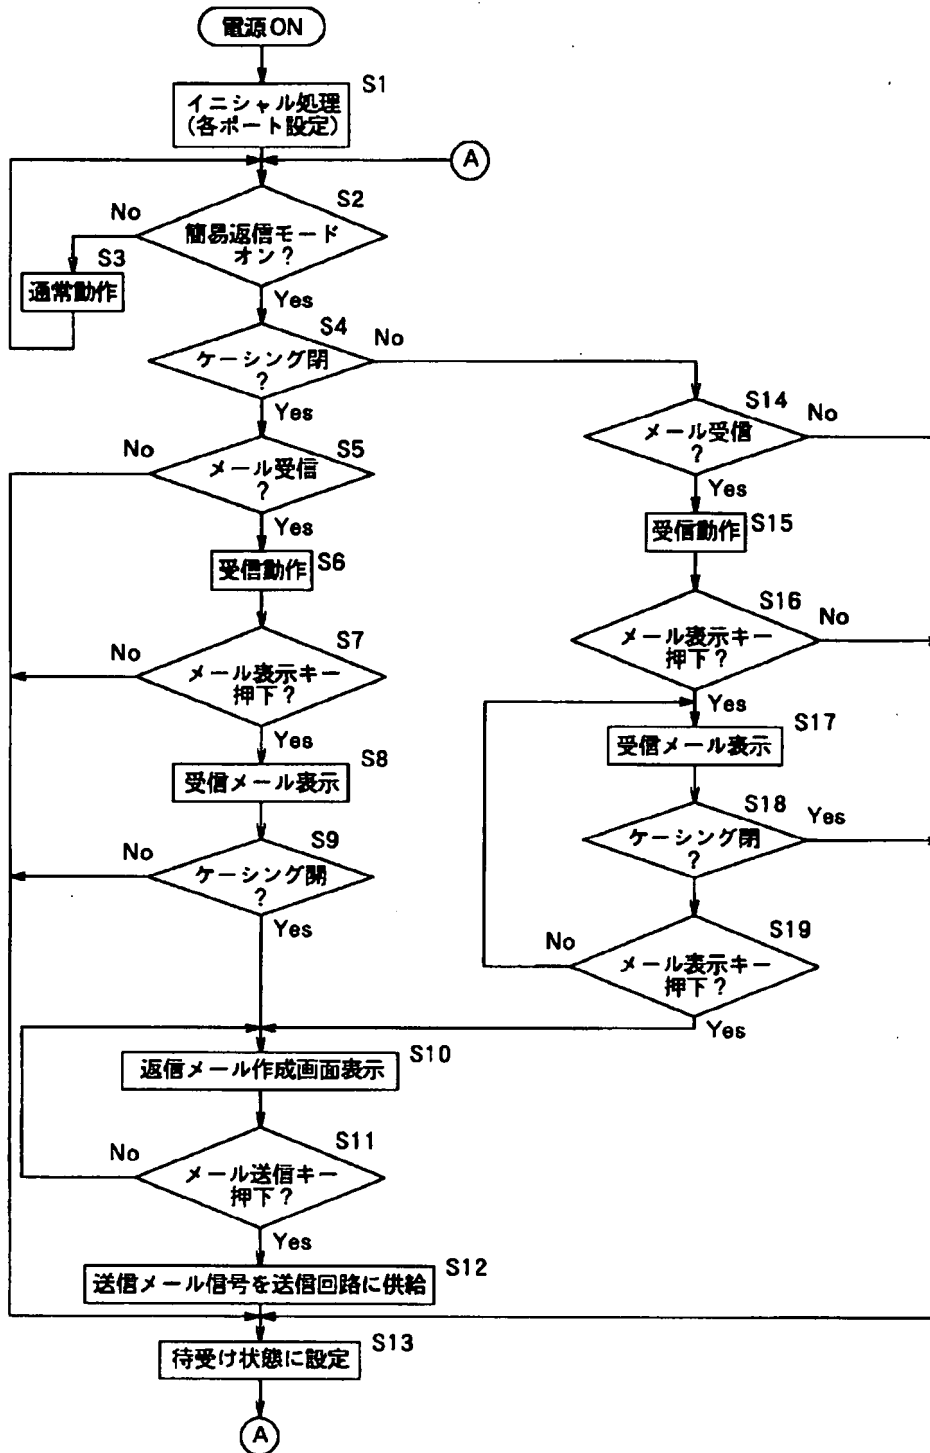 電源ON
S1
イニシャル処理
(各ポート設定)
A
S2
No
簡易返信モード
オン?
S3
通常動作
Yes
S4
No
ケーシング閉
?
Yes
S14
No
メール受信
?
Yes
S5
No
メール受信
?
Yes
S15
受信動作
S6
受信動作
S16
No
メール表示キー
押下?
Yes
S7
No
メール表示キー
押下?
Yes
S17
受信メール表示
S8
受信メール表示
S18
Yes
ケーシング閉
?
S9
No
ケーシング開
?
Yes
S19
No
メール表示キー
押下?
Yes
S10
返信メール作成画面表示
S11
No
メール送信キー
押下?
Yes
S12
送信メール信号を送信回路に供給
S13
待受け状態に設定
A